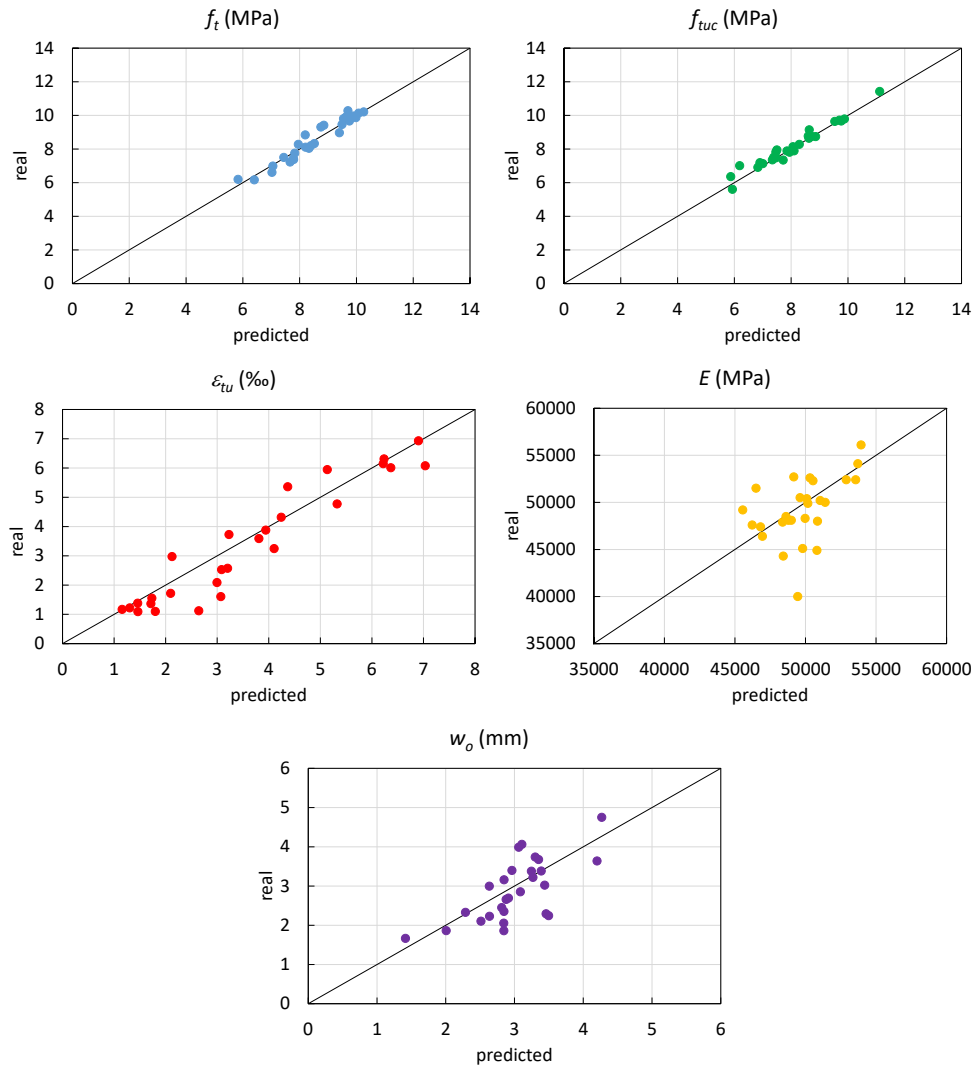 f_t (MPa)
14
12
10
8
6
4
2
0
real
0 2 4 6 8 10 12 14
predicted
f_tuc (MPa)
14
12
10
8
6
4
2
0
real
0 2 4 6 8 10 12 14
predicted
ε_tu (‰)
8
7
6
5
4
3
2
1
0
real
0 1 2 3 4 5 6 7 8
predicted
E (MPa)
60000
55000
50000
45000
40000
35000
real
35000 40000 45000 50000 55000 60000
predicted
w_o (mm)
6
5
4
3
2
1
0
real
0 1 2 3 4 5 6
predicted